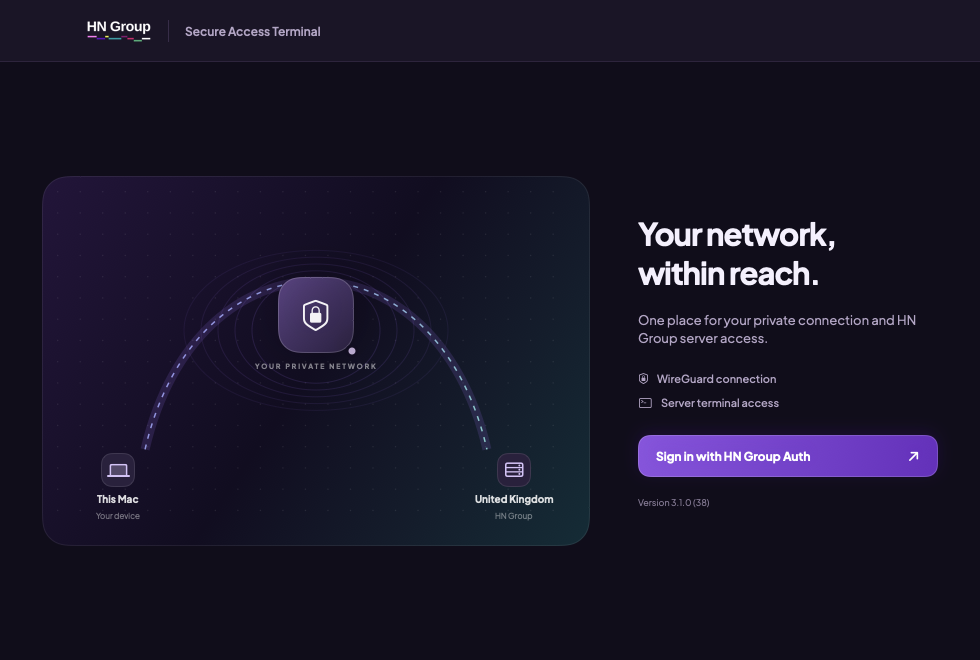 HN Group
Secure Access Terminal
YOUR PRIVATE NETWORK
This Mac
Your device
United Kingdom
HN Group
Your network,
within reach.
One place for your private connection and HN
Group server access.
WireGuard connection
Server terminal access
Sign in with HN Group Auth
Version 3.1.0 (38)